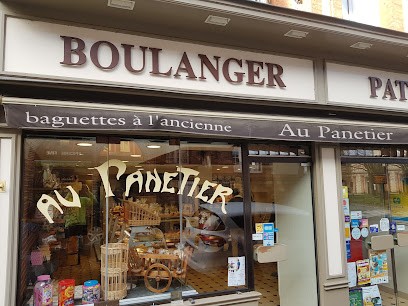 BOULANGER
PAT
baguettes à l'ancienne
Au Panetier
AU PANETIER